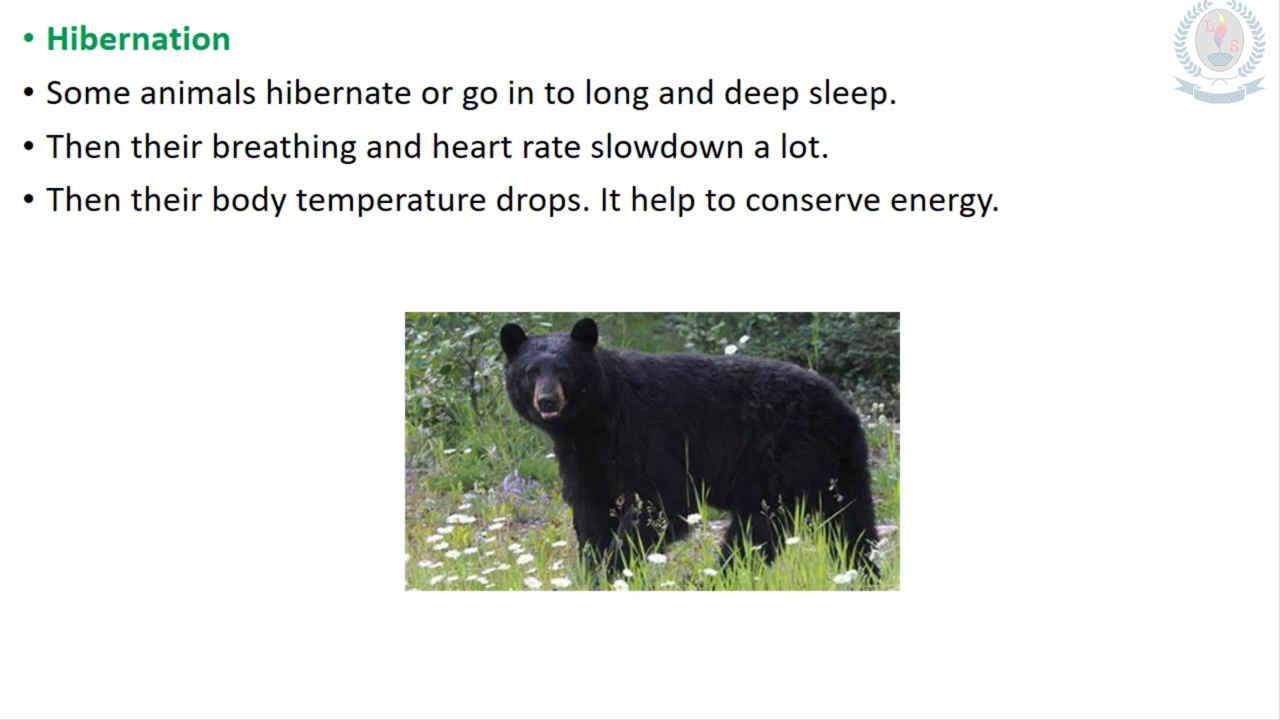 • Hibernation
• Some animals hibernate or go in to long and deep sleep.
• Then their breathing and heart rate slowdown a lot.
• Then their body temperature drops. It help to conserve energy.
L
S